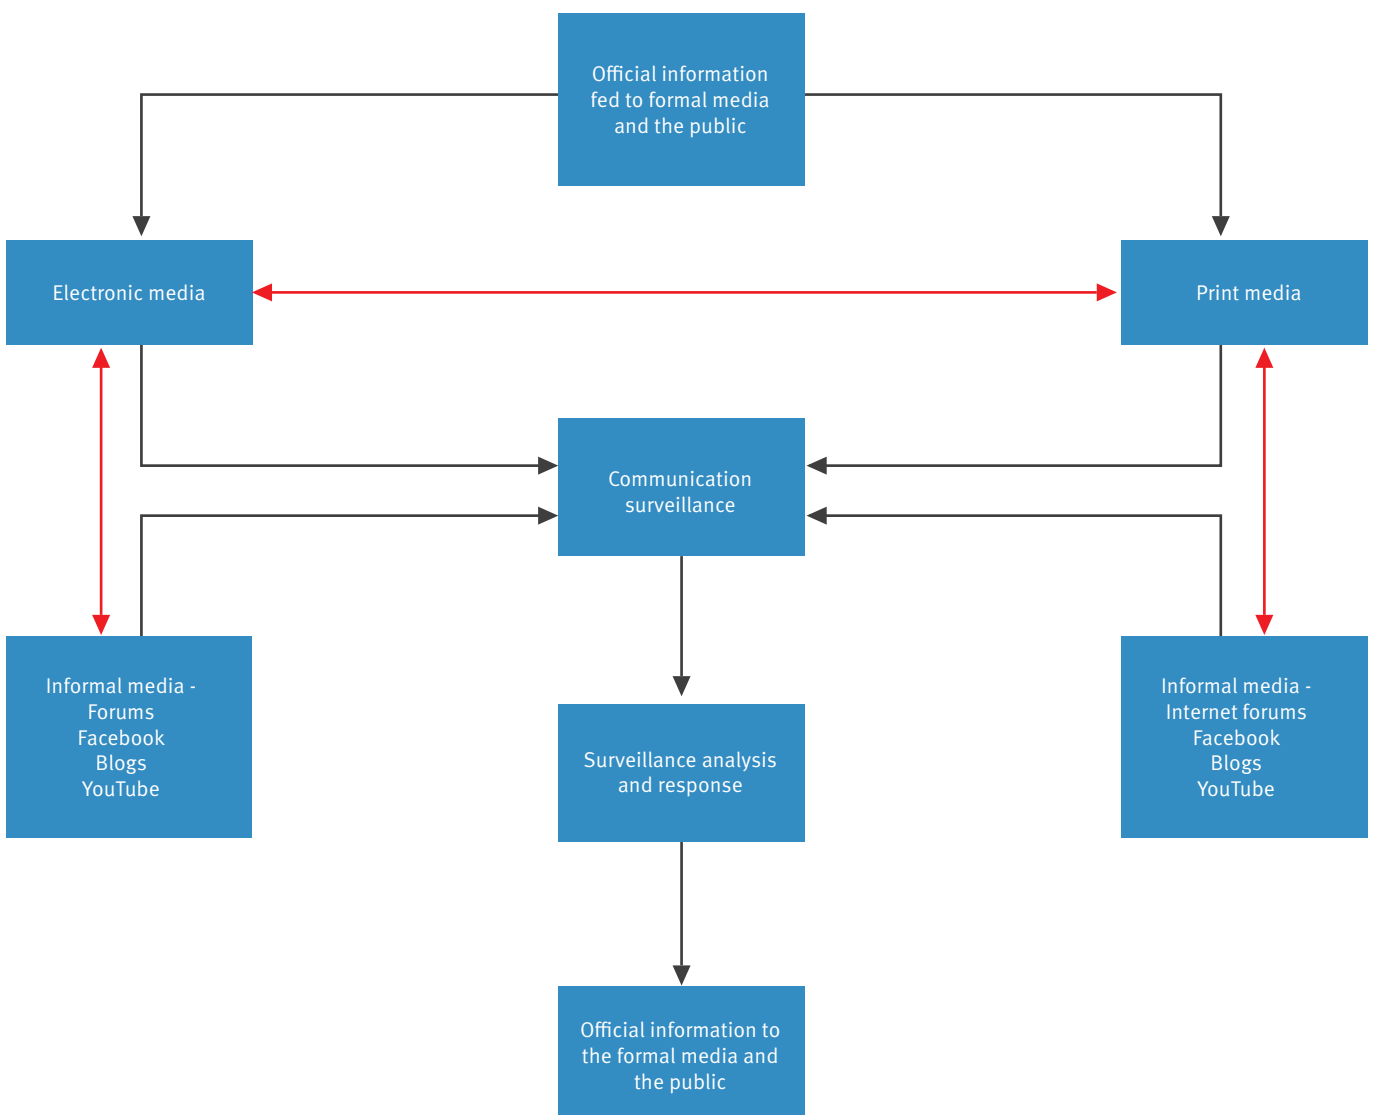 Official information
fed to formal media
and the public
Electronic media
Print media
Communication
surveillance
Informal media -
Forums
Facebook
Blogs
YouTube
Informal media -
Internet forums
Facebook
Blogs
YouTube
Surveillance analysis
and response
Official information to
the formal media and
the public